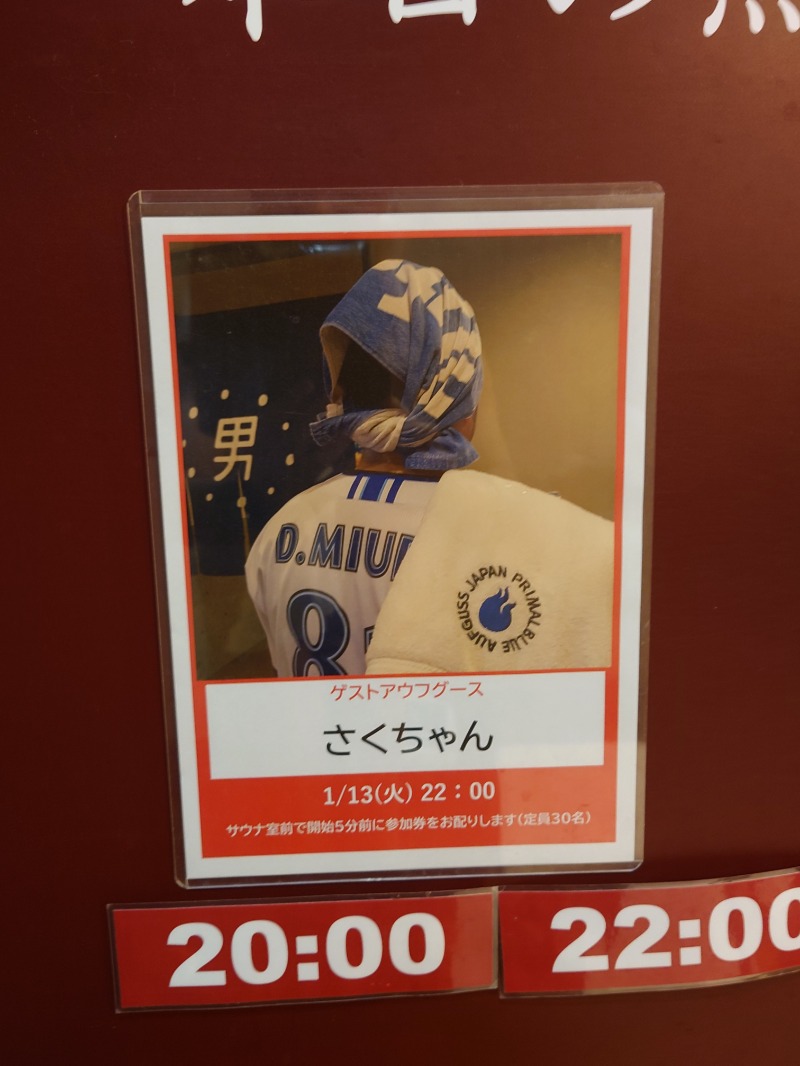 男
D.MIU
8
JAPAN PRIMALBLUE AUFGUSS
ゲストアウフグース
さくちゃん
1/13(火) 22:00
サウナ室前で開始5分前に参加券をお配りします(定員30名)
20:00
22:00